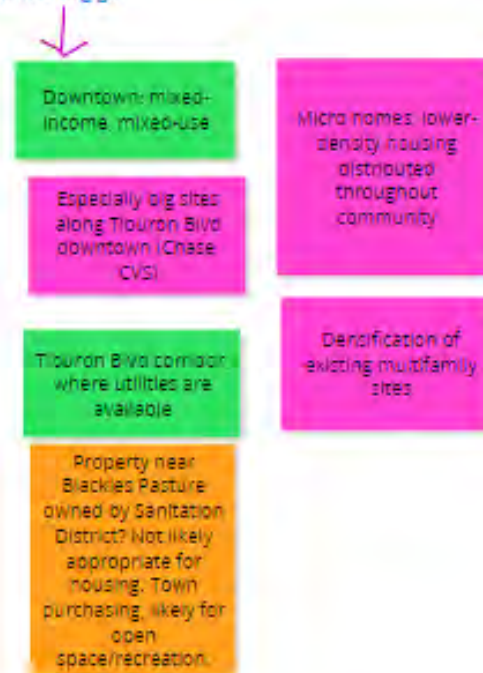 Downtown: mixed-
income, mixed-use
Especially big sites
along Tiburon Blvd
downtown (Chase
CVS)
Tiburon Blvd corridor
where utilities are
available
Property near
Blackies Pasture
owned by Sanitation
District? Not likely
appropriate for
housing. Town
purchasing, likely for
open
space/recreation.
Micro homes: lower-
density housing
distributed
throughout
community
Densification of
existing multifamily
sites